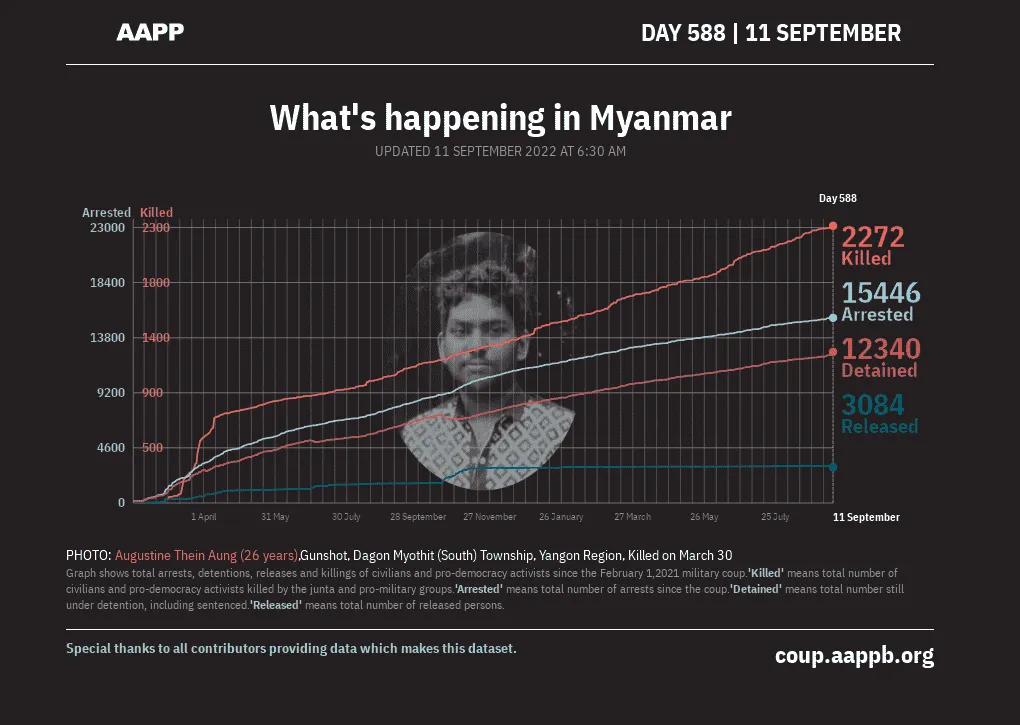 AAPP
DAY 588 | 11 SEPTEMBER
What's happening in Myanmar
UPDATED 11 SEPTEMBER 2022 AT 6:30 AM
Day 588
Arrested Killed
23000 2300
18400 1800
13800 1400
9200 900
4600 500
0
2272
Killed
15446
Arrested
12340
Detained
3084
Released
1 April 31 May 30 July 28 September 27 November 26 January 27 March 26 May 25 July 11 September
PHOTO: Augustine Thein Aung (26 years),Gunshot, Dagon Myothit (South) Township, Yangon Region, Killed on March 30
Graph shows total arrests, detentions, releases and killings of civilians and pro-democracy activists since the February 1,2021 military coup.'Killed' means total number of
civilians and pro-democracy activists killed by the junta and pro-military groups.'Arrested' means total number of arrests since the coup.'Detained' means total number still
under detention, including sentenced.'Released' means total number of released persons.
Special thanks to all contributors providing data which makes this dataset.
coup.aappb.org